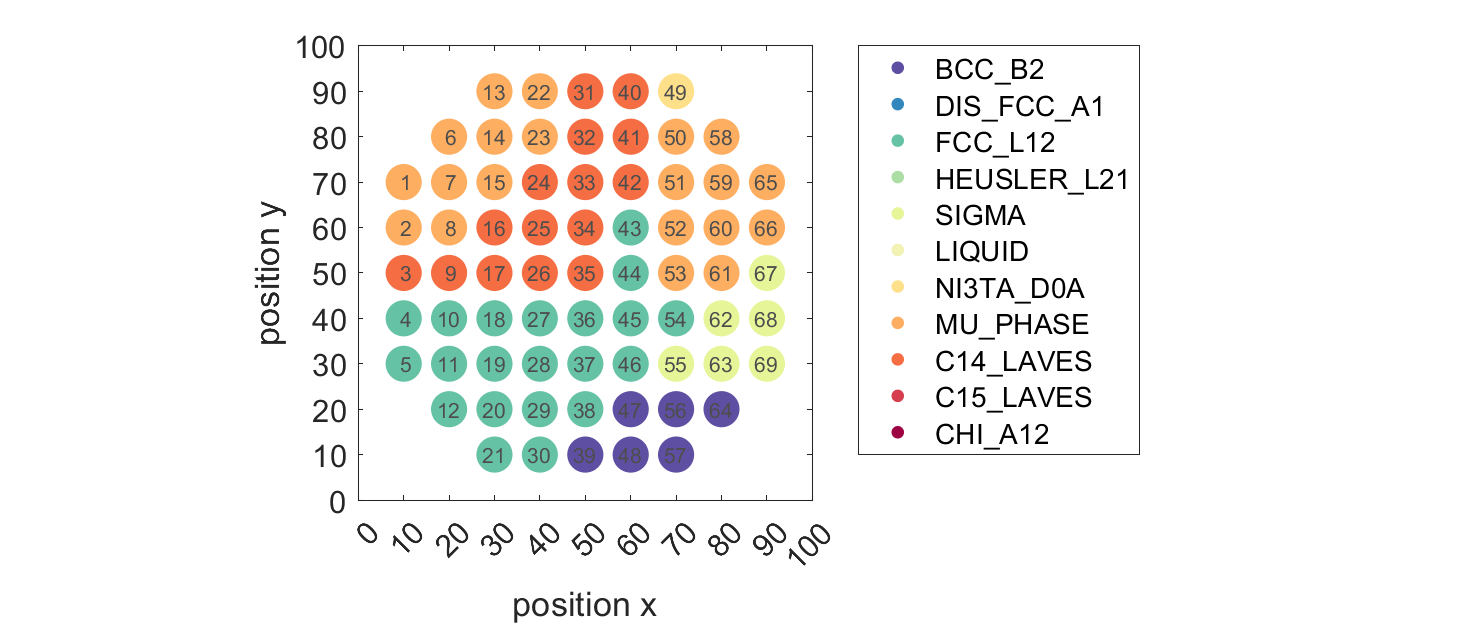 100
90
80
70
60
50
40
30
20
10
0
13 22 31 40 49
6 14 23 32 41 50 58
1 7 15 24 33 42 51 59 65
2 8 16 25 34 43 52 60 66
3 9 17 26 35 44 53 61 67
4 10 18 27 36 45 54 62 68
5 11 19 28 37 46 55 63 69
12 20 29 38 47 56 64
21 30 39 48 57
0 10 20 30 40 50 60 70 80 90 100
position x
position y
BCC_B2
DIS_FCC_A1
FCC_L12
HEUSLER_L21
SIGMA
LIQUID
NI3TA_D0A
MU_PHASE
C14_LAVES
C15_LAVES
CHI_A12